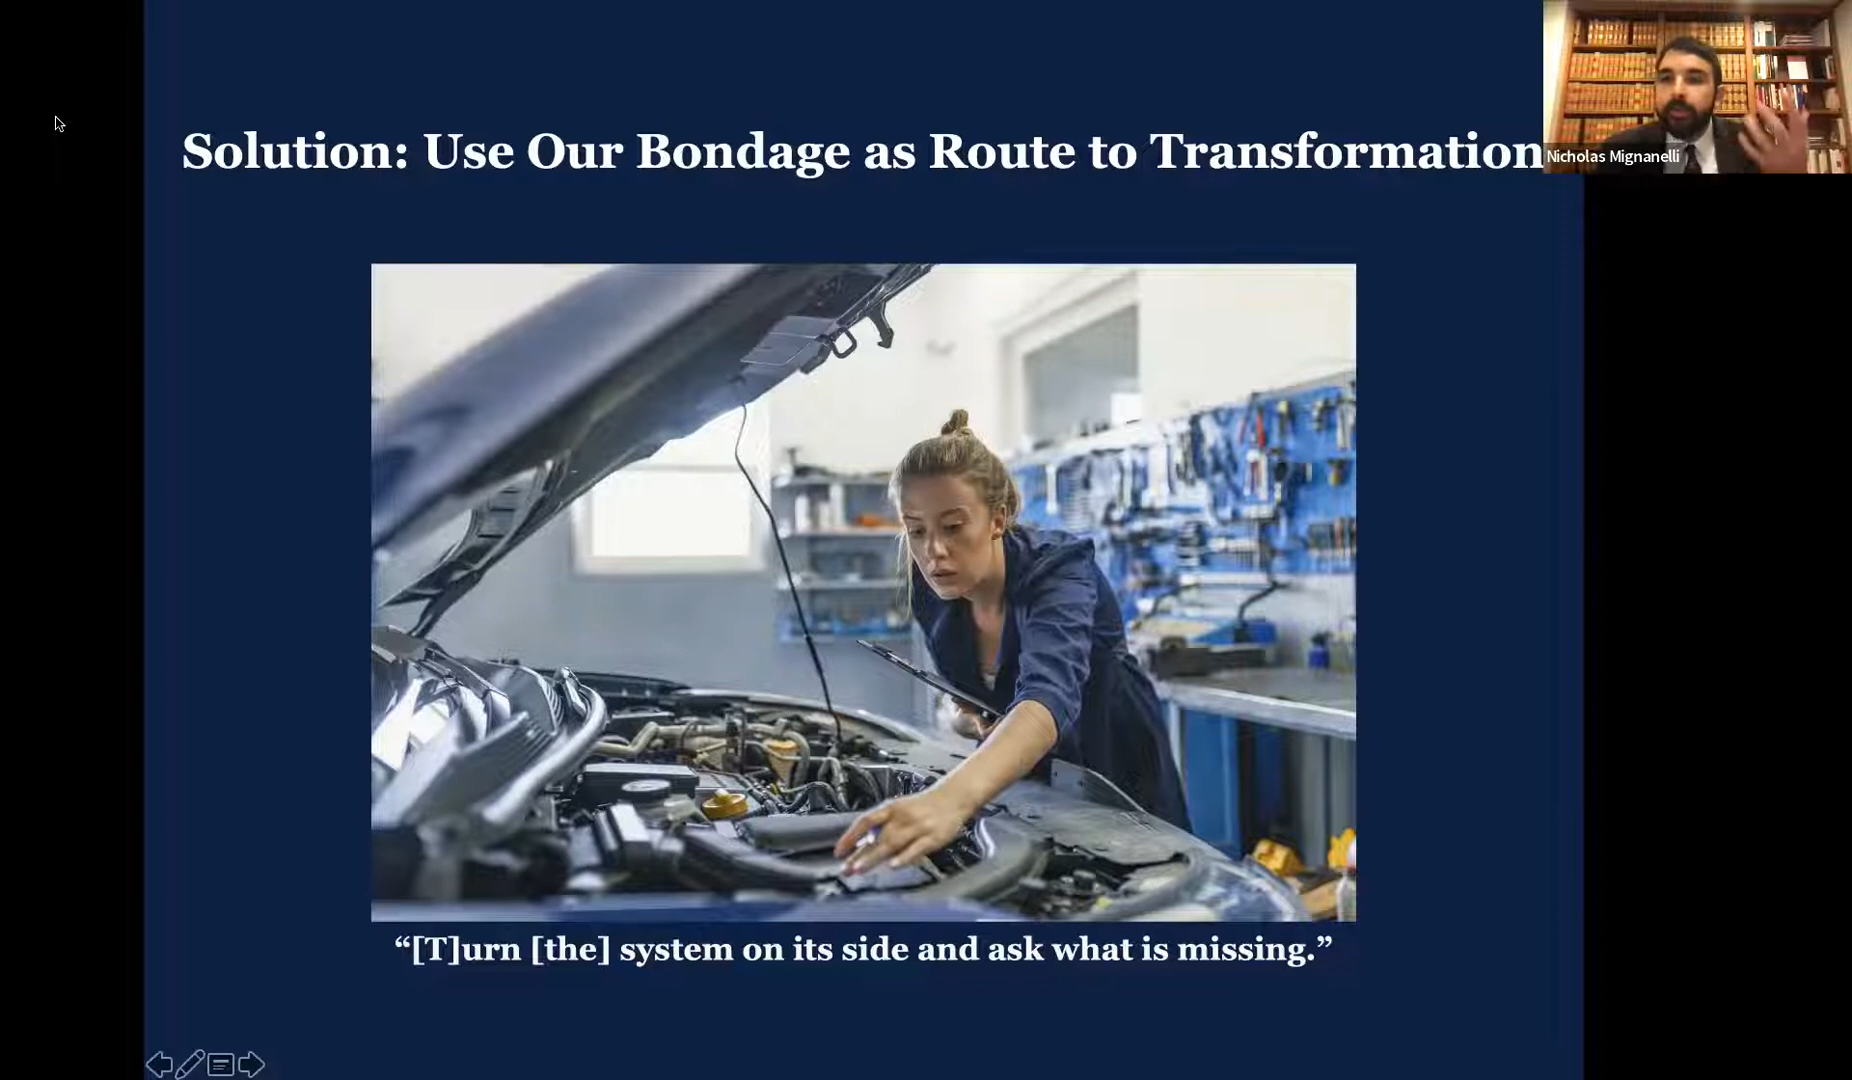 Solution: Use Our Bondage as Route to Transformation
Nicholas Mignanelli
“[T]urn [the] system on its side and ask what is missing.”